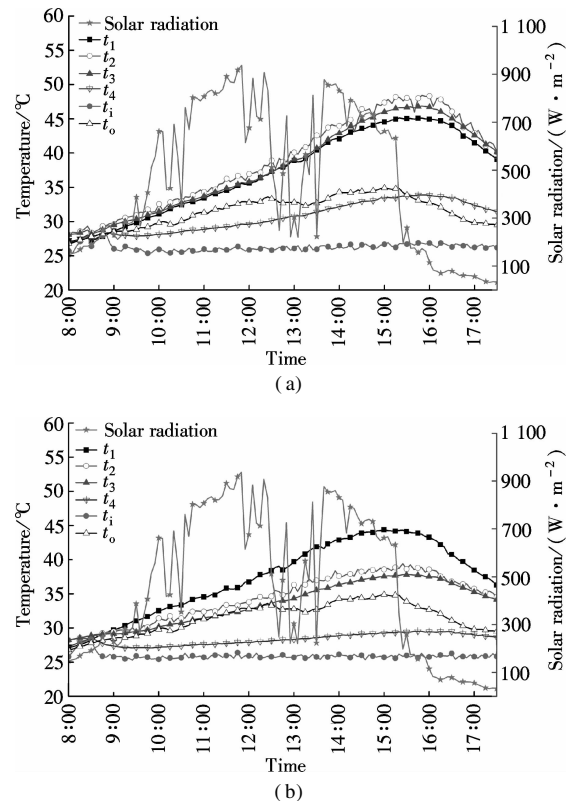 60
55
50
45
40
35
30
25
20
Temperature/℃
Solar radiation
t1
t2
t3
t4
ti
to
1 100
900
700
500
300
100
Solar radiation/(W·m−2)
8:00
9:00
10:00
11:00
12:00
13:00
14:00
15:00
16:00
17:00
Time
(a)
60
55
50
45
40
35
30
25
20
Temperature/℃
Solar radiation
t1
t2
t3
t4
ti
to
1 100
900
700
500
300
100
Solar radiation/(W·m−2)
8:00
9:00
10:00
11:00
12:00
13:00
14:00
15:00
16:00
17:00
Time
(b)